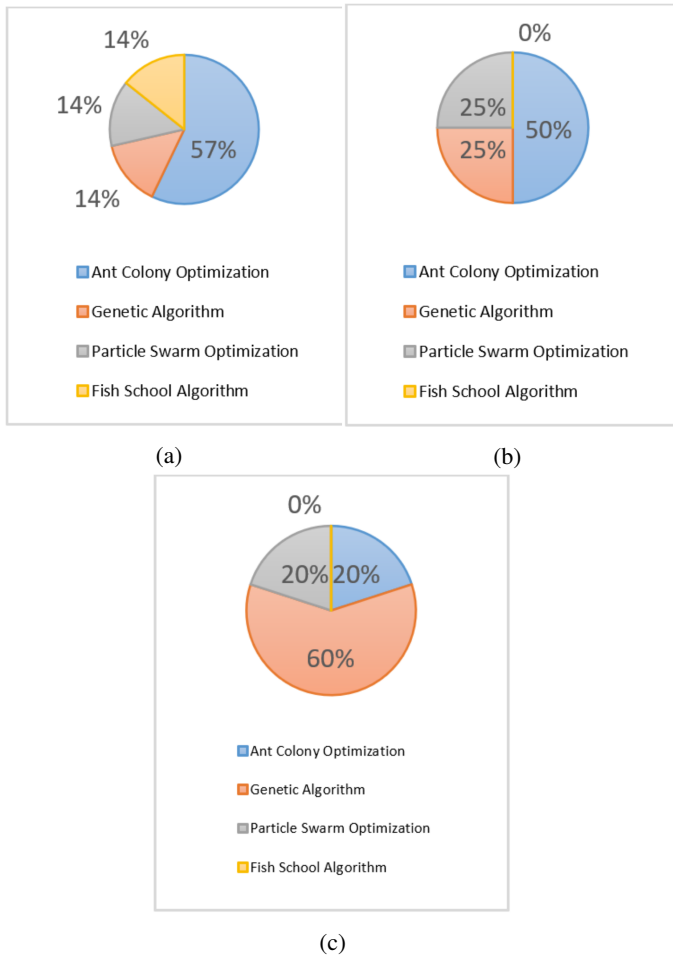 14%
14%
57%
14%
Ant Colony Optimization
Genetic Algorithm
Particle Swarm Optimization
Fish School Algorithm
(a)
0%
25%
50%
25%
Ant Colony Optimization
Genetic Algorithm
Particle Swarm Optimization
Fish School Algorithm
(b)
0%
20% 20%
60%
Ant Colony Optimization
Genetic Algorithm
Particle Swarm Optimization
Fish School Algorithm
(c)